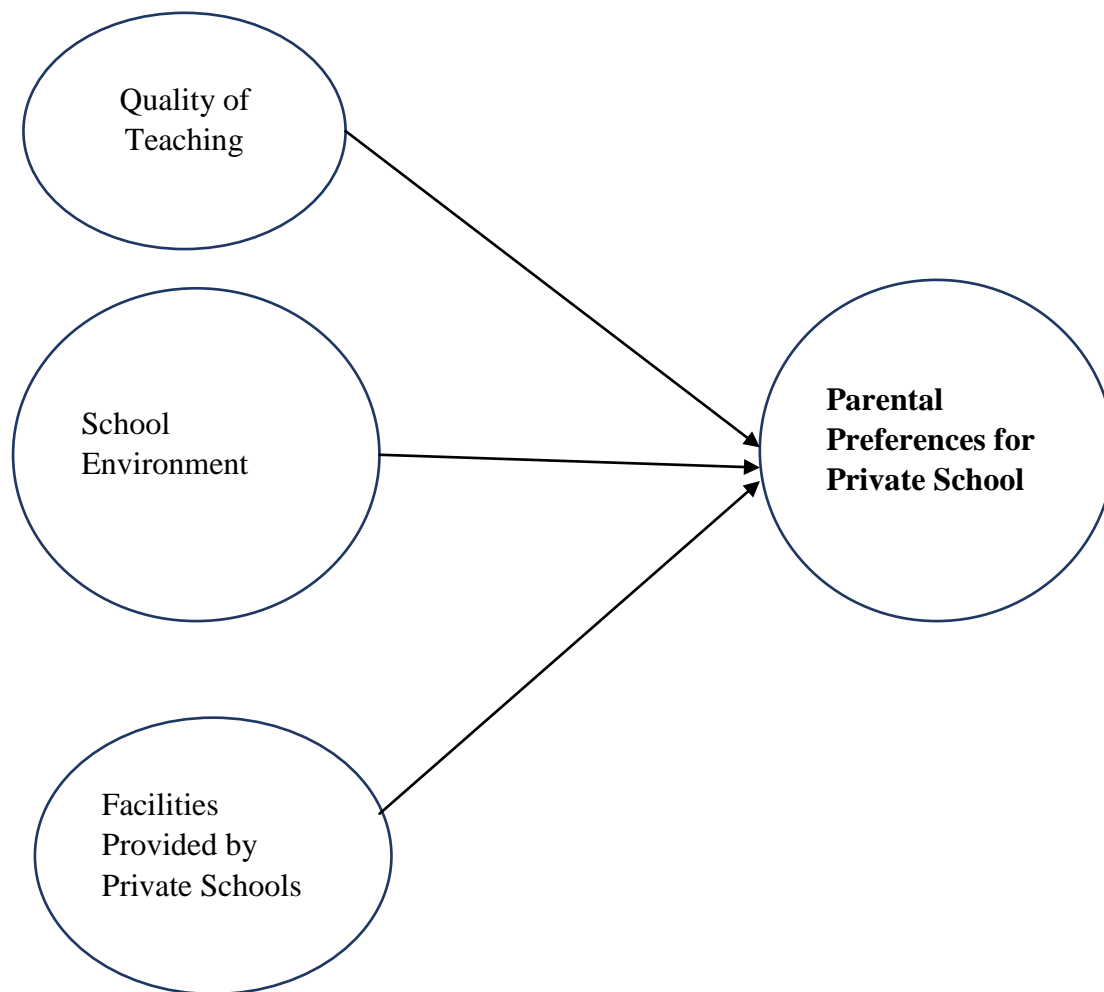 Quality of
Teaching
School
Environment
Parental
Preferences for
Private School
Facilities
Provided by
Private Schools